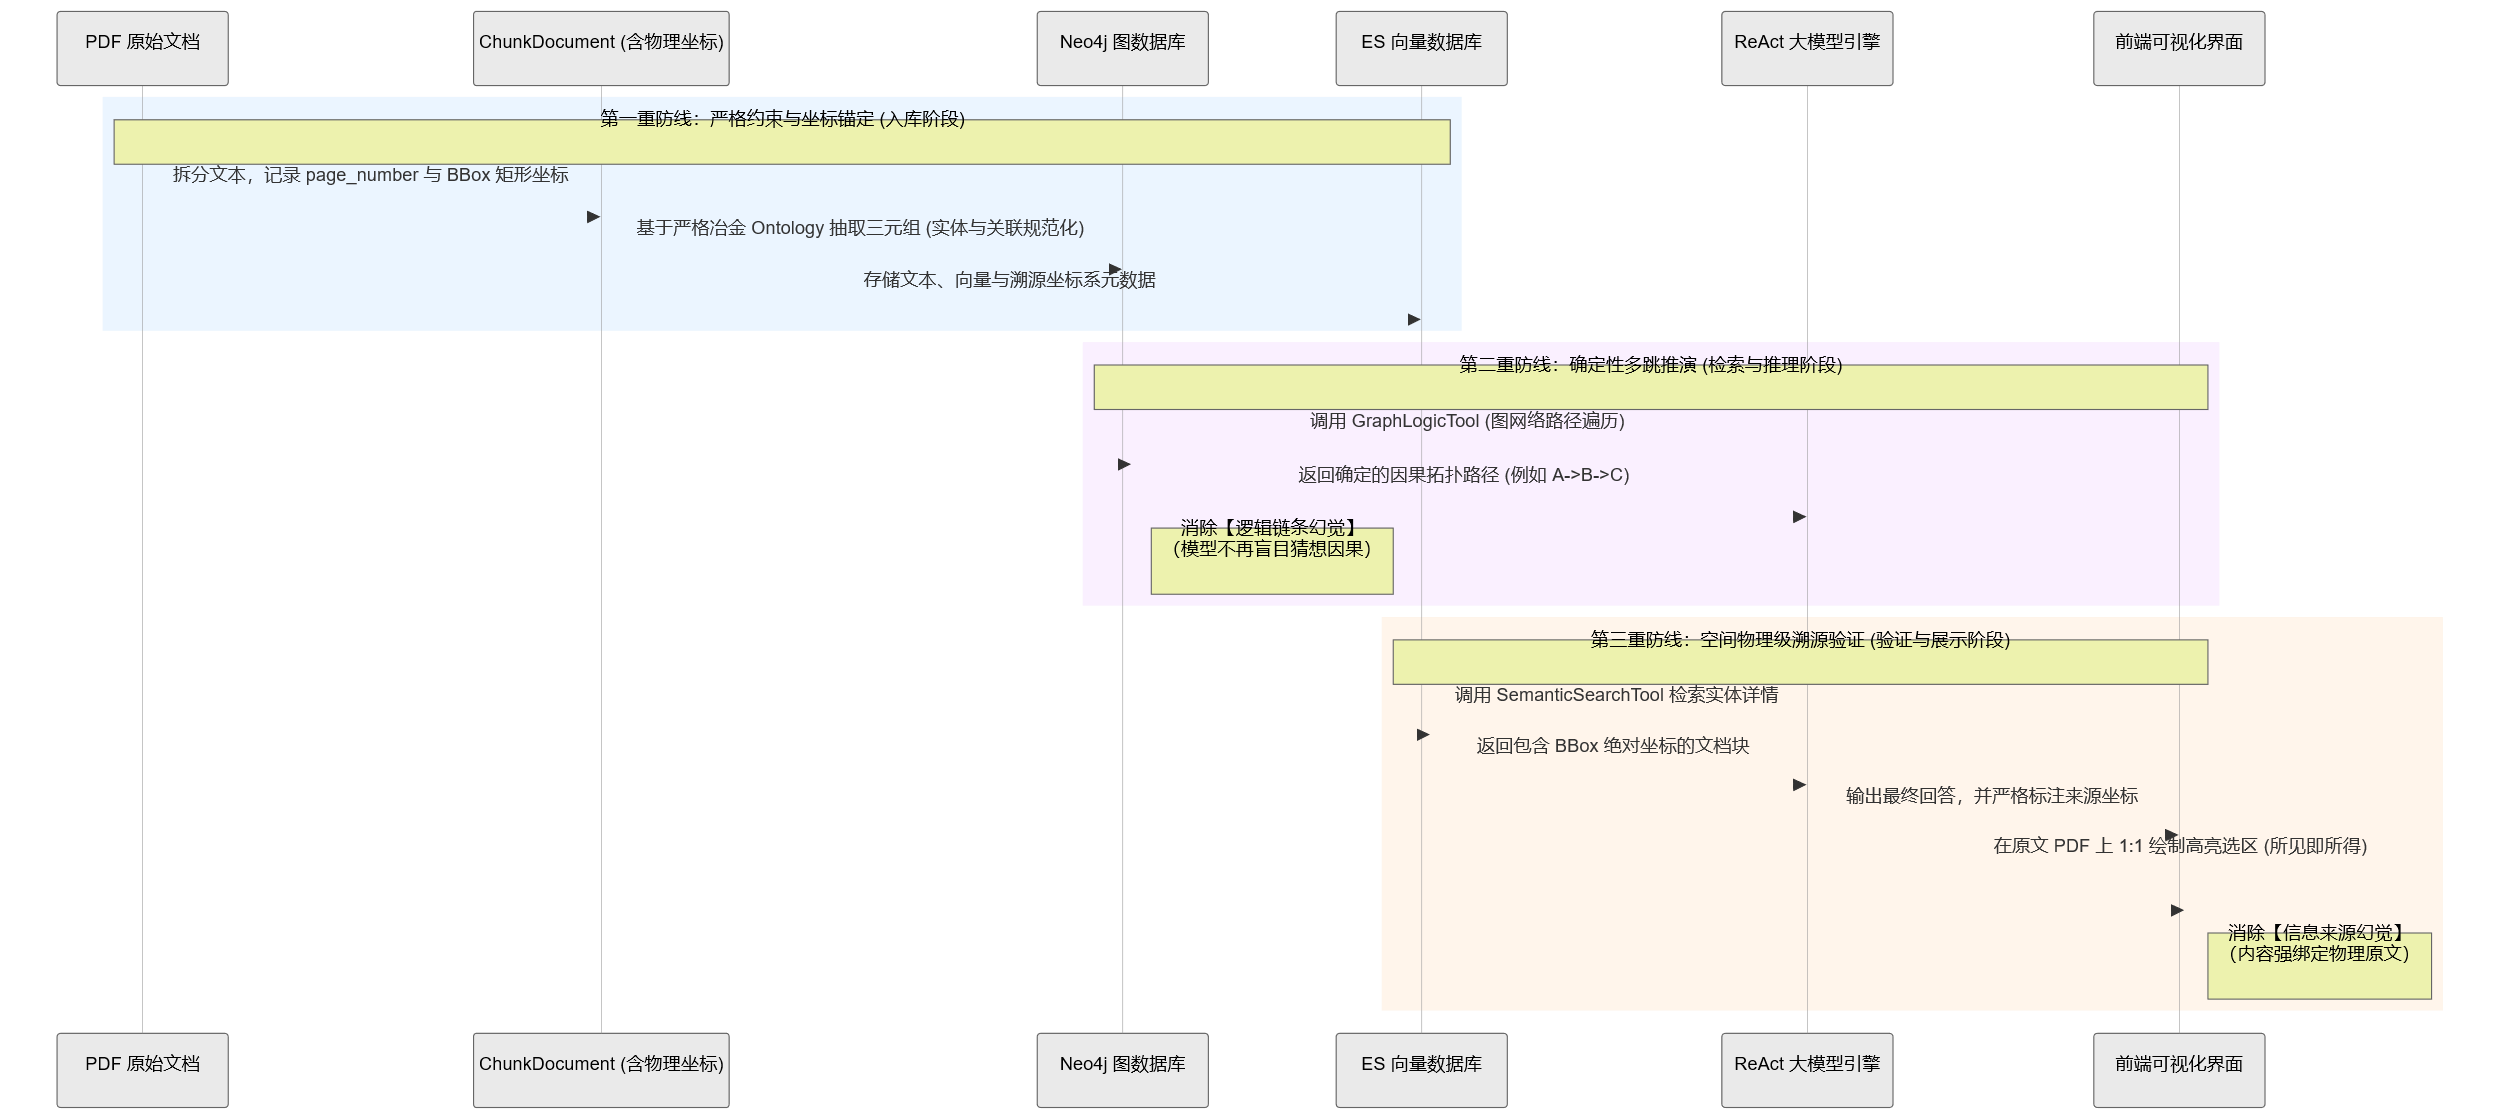 PDF 原始文档
ChunkDocument (含物理坐标)
Neo4j 图数据库
ES 向量数据库
ReAct 大模型引擎
前端可视化界面
第一重防线：严格约束与坐标锚定 (入库阶段)
拆分文本，记录 page_number 与 BBox 矩形坐标
基于严格冶金 Ontology 抽取三元组 (实体与关联规范化)
存储文本、向量与溯源坐标系元数据
第二重防线：确定性多跳推演 (检索与推理阶段)
调用 GraphLogicTool (图网络路径遍历)
返回确定的因果拓扑路径 (例如 A->B->C)
消除【逻辑链条幻觉】
（模型不再盲目猜想因果）
第三重防线：空间物理级溯源验证 (验证与展示阶段)
调用 SemanticSearchTool 检索实体详情
返回包含 BBox 绝对坐标的文档块
输出最终回答，并严格标注来源坐标
在原文 PDF 上 1:1 绘制高亮选区 (所见即所得)
消除【信息来源幻觉】
（内容强绑定物理原文）
PDF 原始文档
ChunkDocument (含物理坐标)
Neo4j 图数据库
ES 向量数据库
ReAct 大模型引擎
前端可视化界面